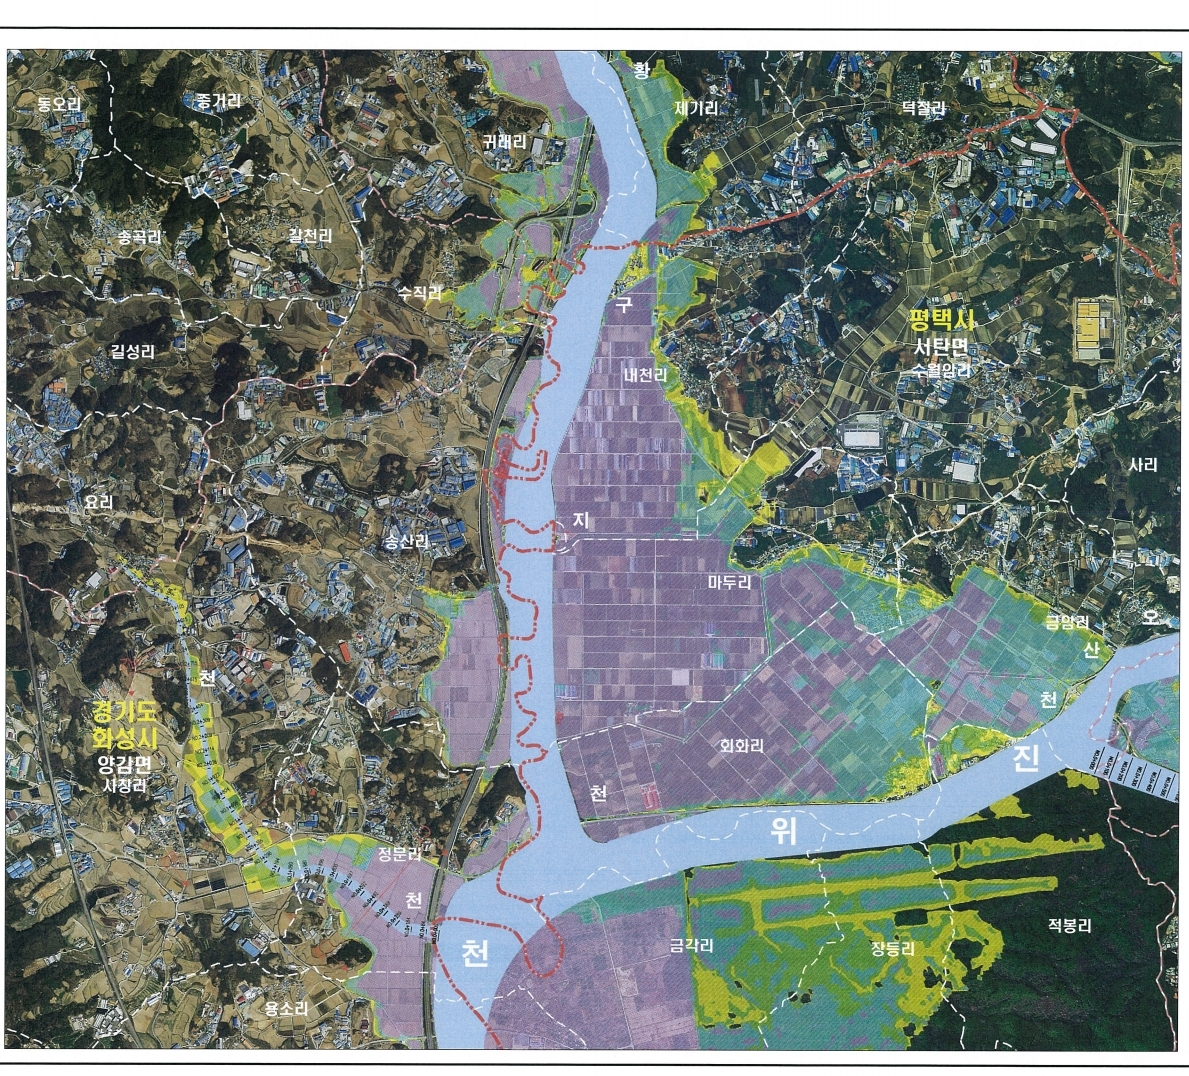 동오리
중거리
황
제기리
덕절리
귀래리
송곡리
길천리
수직리
구
평택시
서탄면
수월암리
길성리
내천리
사리
요리
송산리
지
마두리
금암리
오
산
천
천
경기도
화성시
양감면
사창리
회화리
진
천
위
정문리
천
천
금각리
장등리
적봉리
용소리